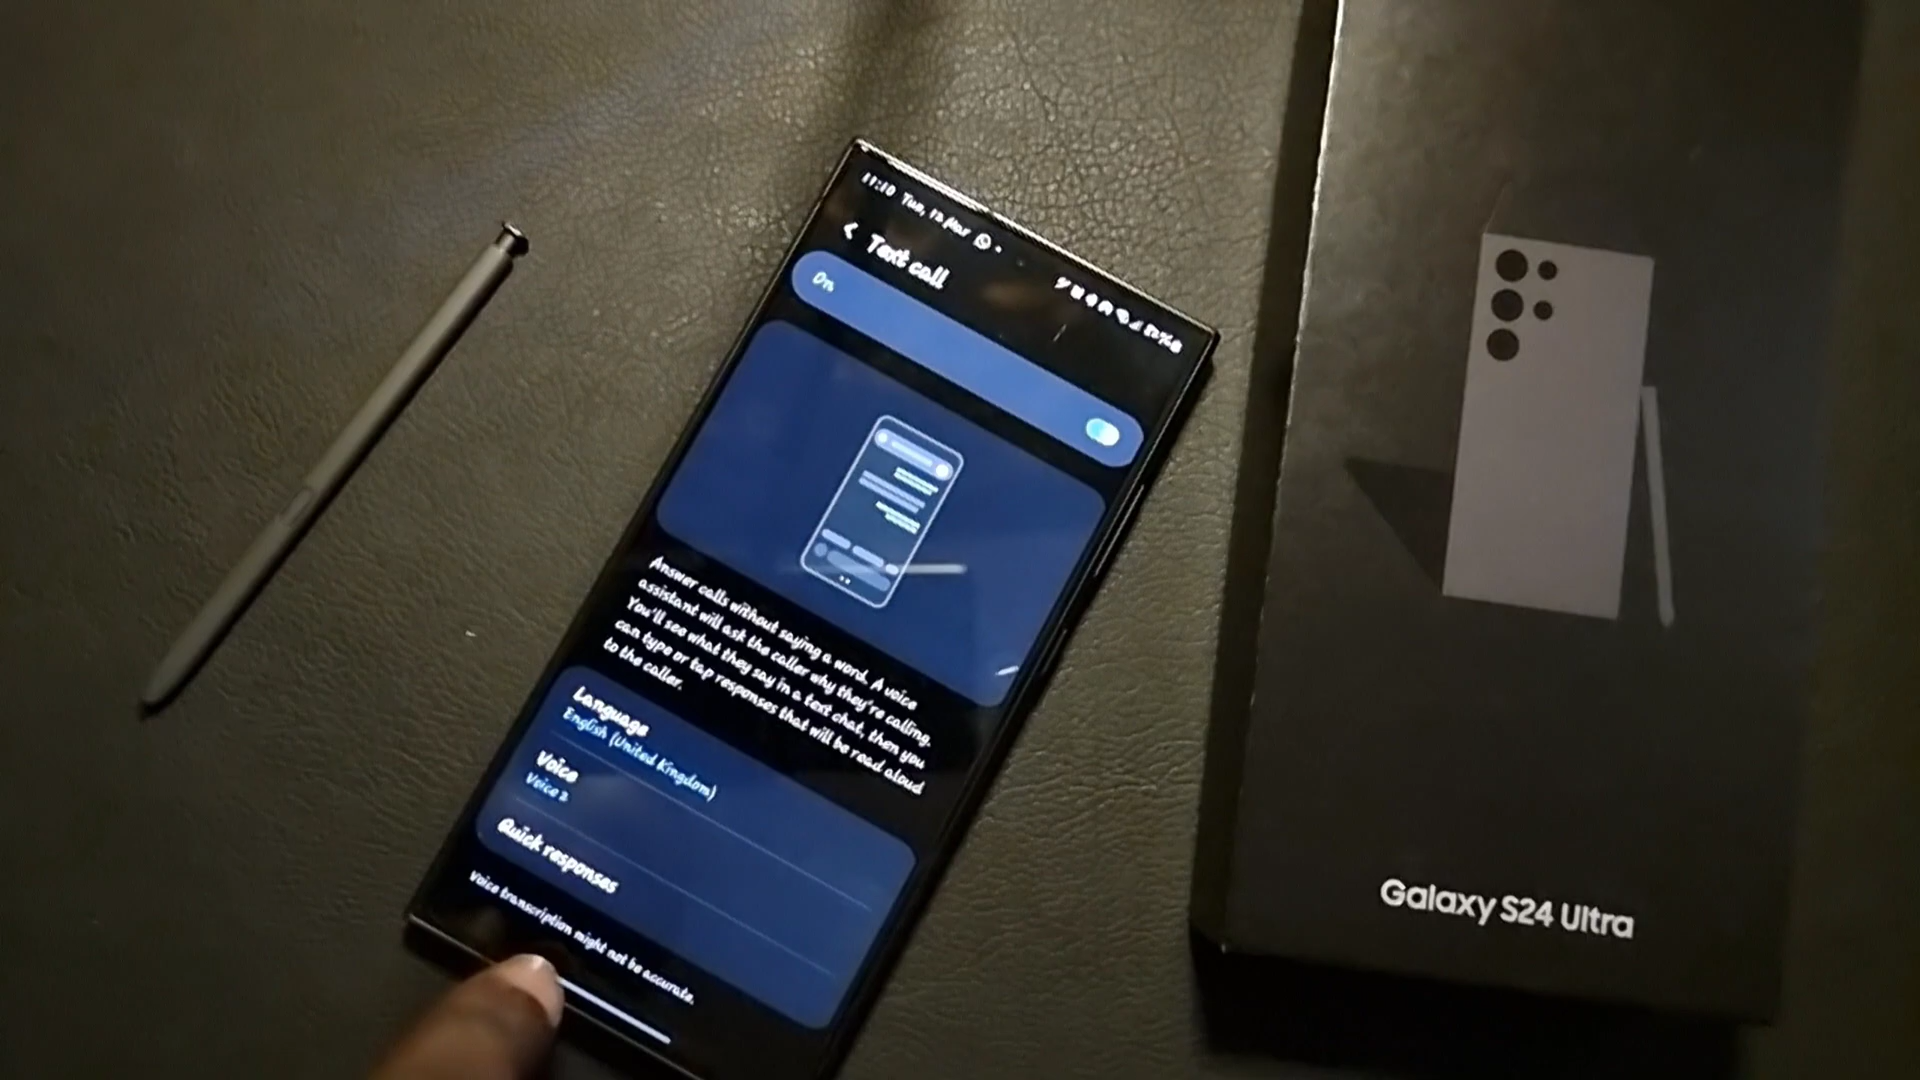 11:10 Tue, 12 Mar
Text call
On
Answer calls without saying a word. A voice
assistant will ask the caller why they're calling.
You'll see what they say in a text chat, then you
can type or tap responses that will be read aloud
to the caller.
Language
English (United Kingdom)
Voice
Voice 2
Quick responses
Voice transcription might not be accurate.
Galaxy S24 Ultra